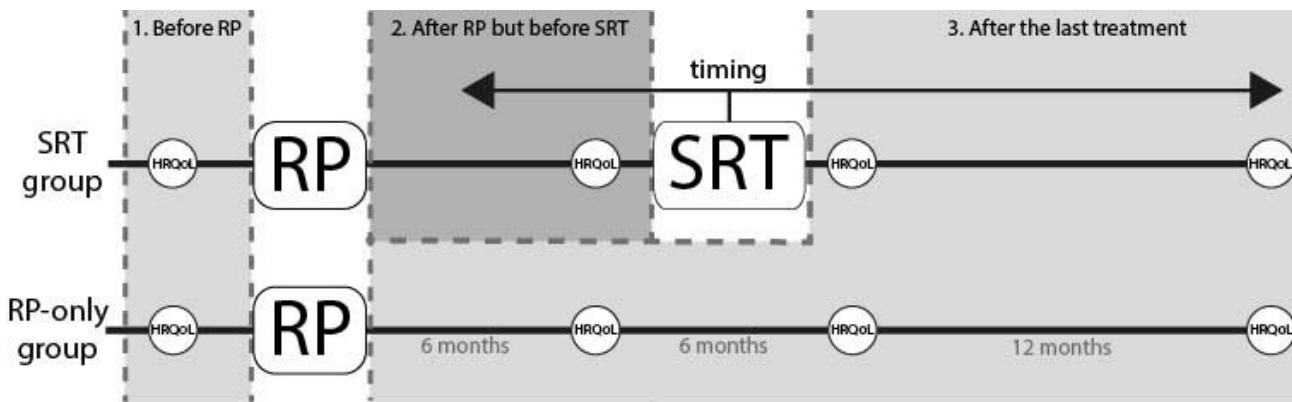 1. Before RP
2. After RP but before SRT
3. After the last treatment
timing
SRT
group
HRQoL
RP
HRQoL
SRT
HRQoL
HRQoL
RP-only
group
HRQoL
RP
HRQoL
HRQoL
HRQoL
6 months
6 months
12 months